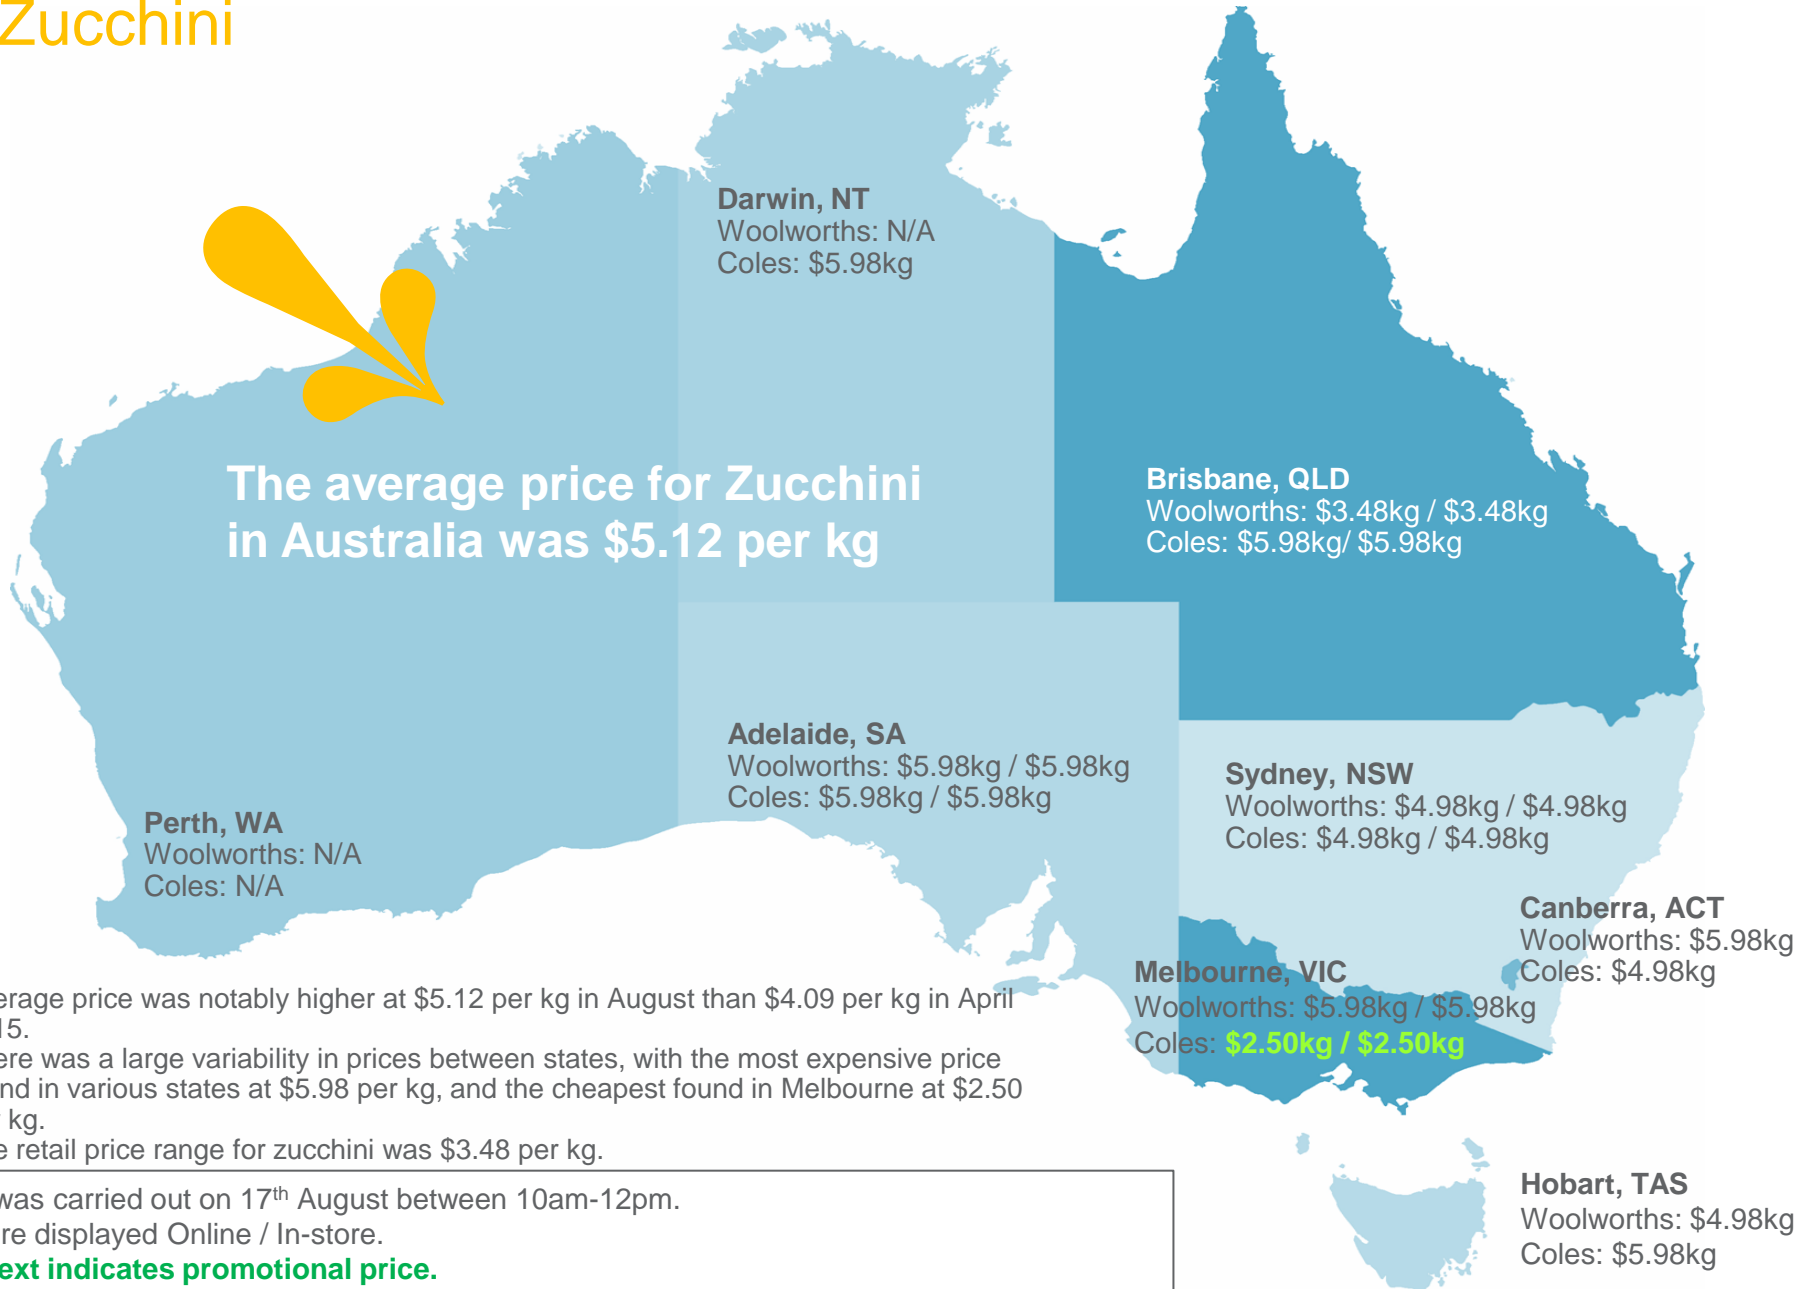 Zucchini
Darwin, NT
Woolworths: N/A
Coles: $5.98kg
The average price for Zucchini
in Australia was $5.12 per kg
Brisbane, QLD
Woolworths: $3.48kg / $3.48kg
Coles: $5.98kg/ $5.98kg
Adelaide, SA
Woolworths: $5.98kg / $5.98kg
Coles: $5.98kg / $5.98kg
Sydney, NSW
Woolworths: $4.98kg / $4.98kg
Coles: $4.98kg / $4.98kg
Perth, WA
Woolworths: N/A
Coles: N/A
Canberra, ACT
Woolworths: $5.98kg
Coles: $4.98kg
Melbourne, VIC
Woolworths: $5.98kg / $5.98kg
Coles: $2.50kg / $2.50kg
erage price was notably higher at $5.12 per kg in August than $4.09 per kg in April
15.
ere was a large variability in prices between states, with the most expensive price
nd in various states at $5.98 per kg, and the cheapest found in Melbourne at $2.50
kg.
e retail price range for zucchini was $3.48 per kg.
was carried out on 17th August between 10am-12pm.
re displayed Online / In-store.
ext indicates promotional price.
Hobart, TAS
Woolworths: $4.98kg
Coles: $5.98kg